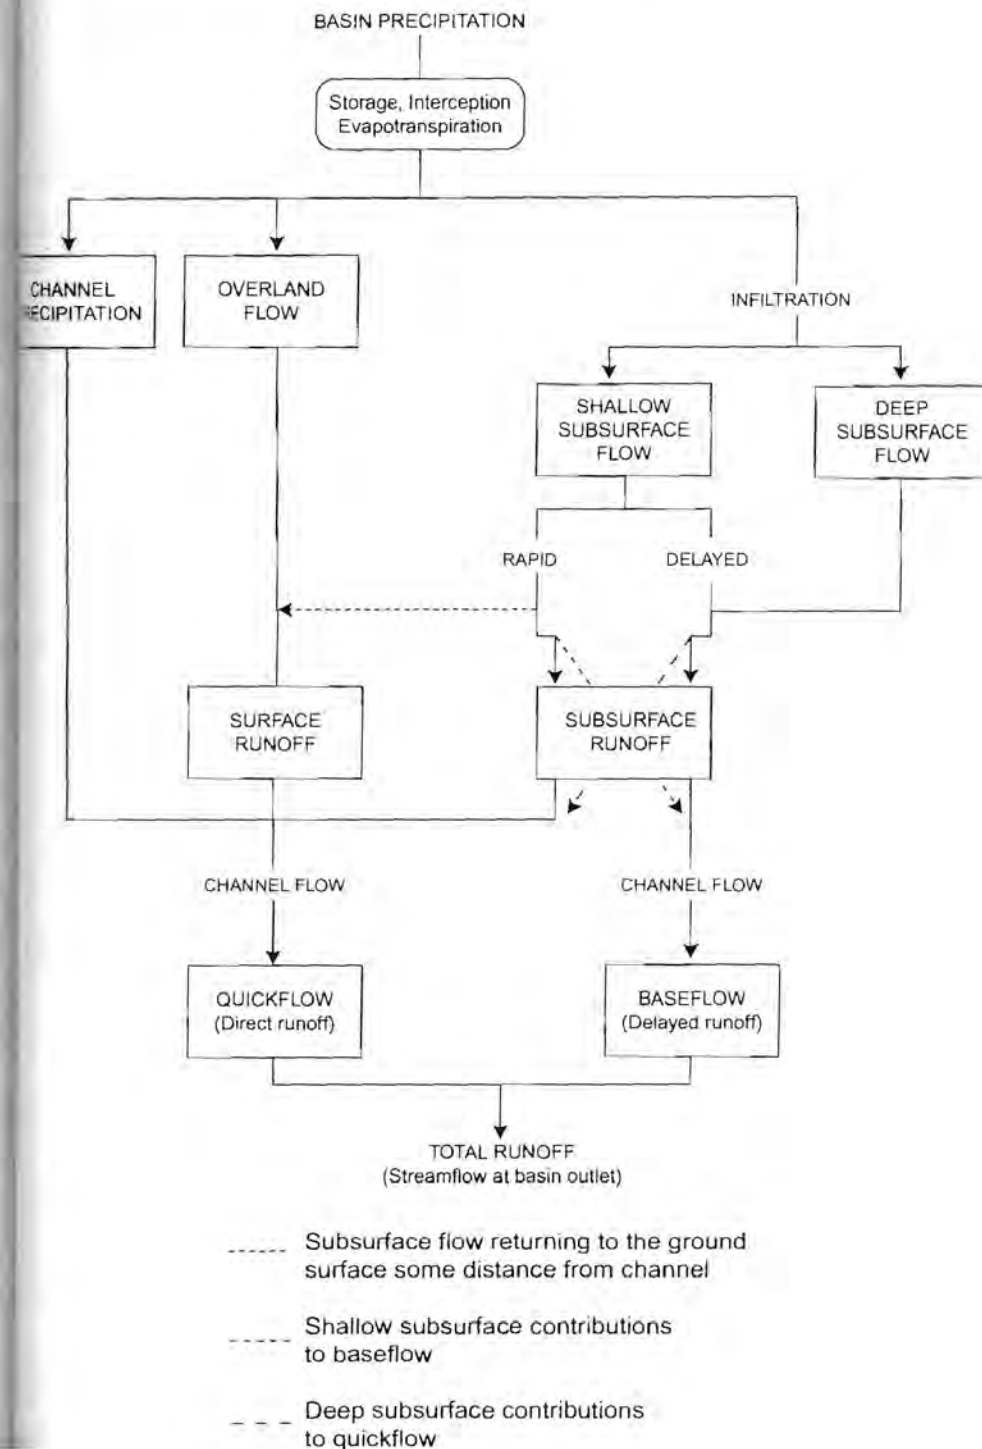 BASIN PRECIPITATION
Storage, Interception
Evapotranspiration
CHANNEL
RECIPITATION
OVERLAND
FLOW
INFILTRATION
SHALLOW
SUBSURFACE
FLOW
DEEP
SUBSURFACE
FLOW
RAPID
DELAYED
SURFACE
RUNOFF
SUBSURFACE
RUNOFF
CHANNEL FLOW
CHANNEL FLOW
QUICKFLOW
(Direct runoff)
BASEFLOW
(Delayed runoff)
TOTAL RUNOFF
(Streamflow at basin outlet)
Subsurface flow returning to the ground
surface some distance from channel
Shallow subsurface contributions
to baseflow
Deep subsurface contributions
to quickflow